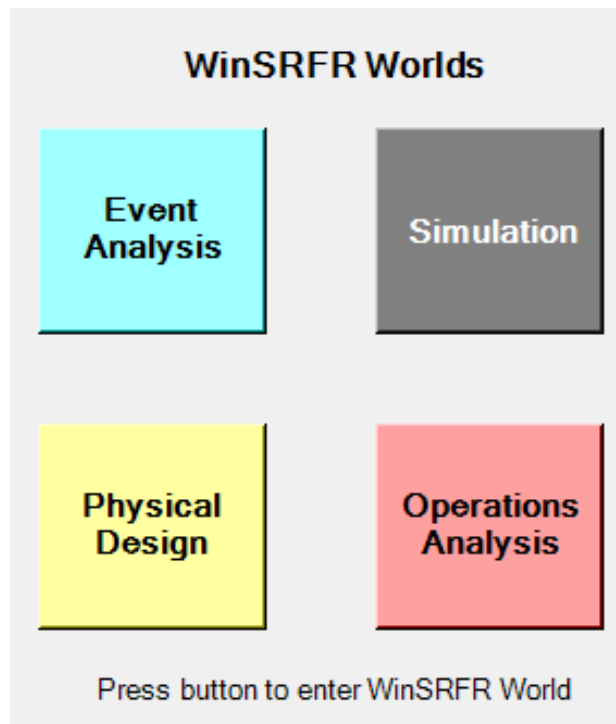 WinSRFR Worlds
Event
Analysis
Simulation
Physical
Design
Operations
Analysis
Press button to enter WinSRFR World